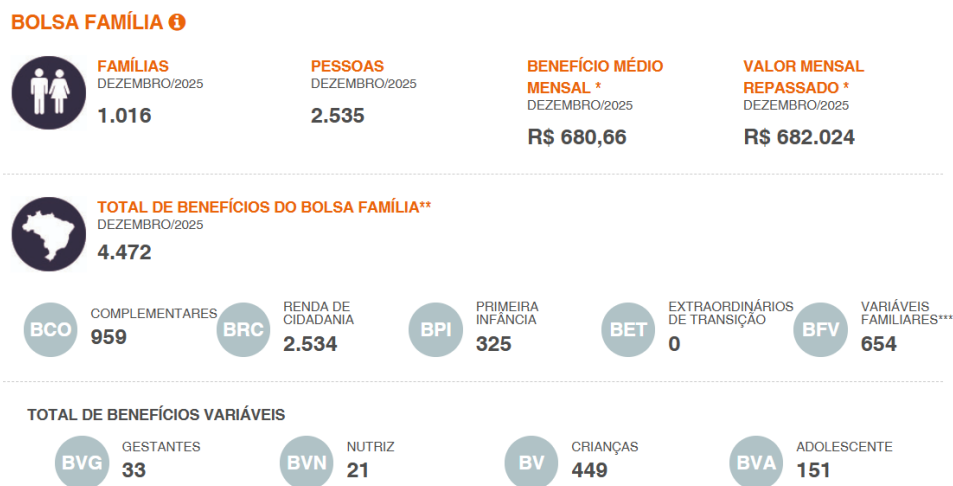 BOLSA FAMÍLIA
FAMÍLIAS
DEZEMBRO/2025
1.016
PESSOAS
DEZEMBRO/2025
2.535
BENEFÍCIO MÉDIO
MENSAL *
DEZEMBRO/2025
R$ 680,66
VALOR MENSAL
REPASSADO *
DEZEMBRO/2025
R$ 682.024
TOTAL DE BENEFÍCIOS DO BOLSA FAMÍLIA**
DEZEMBRO/2025
4.472
BCO
COMPLEMENTARES
959
BRC
RENDA DE
CIDADANIA
2.534
BPI
PRIMEIRA
INFÂNCIA
325
BET
EXTRAORDINÁRIOS
DE TRANSIÇÃO
0
BFV
VARIÁVEIS
FAMILIARES***
654
TOTAL DE BENEFÍCIOS VARIÁVEIS
BVG
GESTANTES
33
BVN
NUTRIZ
21
BV
CRIANÇAS
449
BVA
ADOLESCENTE
151